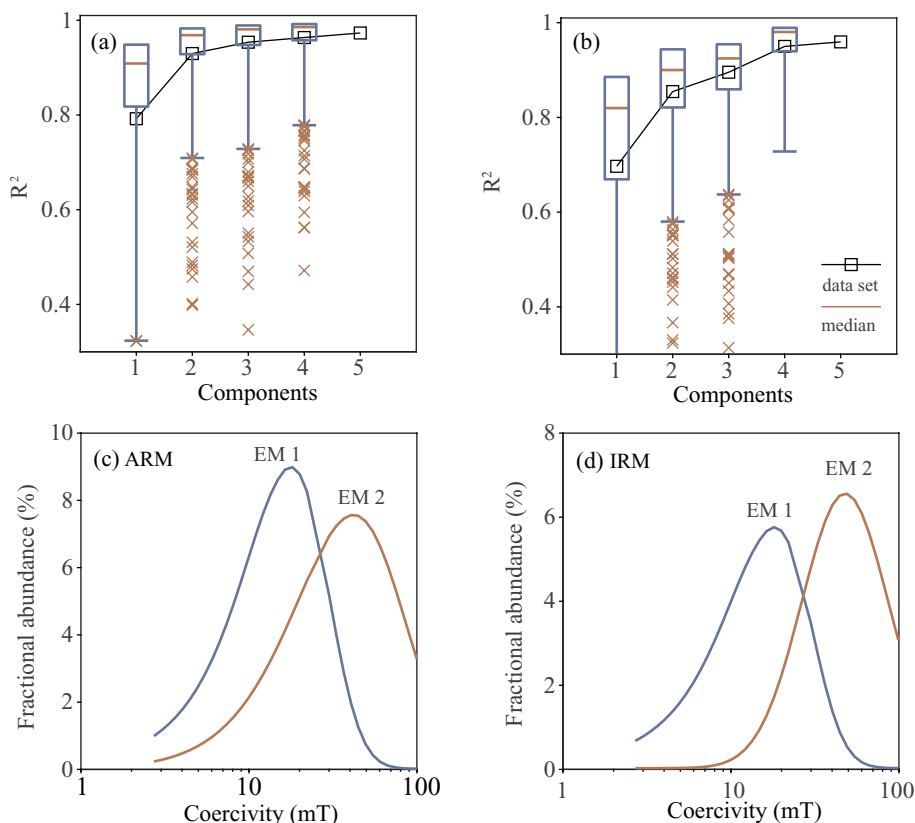 (a)
1
0.8
0.6
0.4
R²
1 2 3 4 5
Components
(b)
1
0.8
0.6
0.4
R²
data set
median
1 2 3 4 5
Components
(c) ARM
EM 1
EM 2
10
8
6
4
2
0
Fractional abundance (%)
1 10 100
Coercivity (mT)
(d) IRM
EM 1
EM 2
8
6
4
2
0
Fractional abundance (%)
1 10 100
Coercivity (mT)